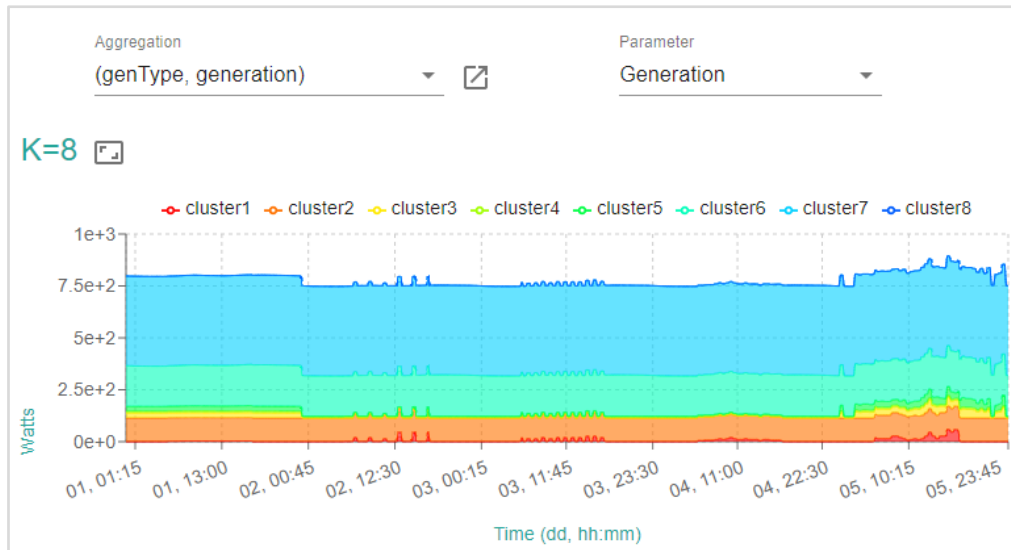 Aggregation Parameter
(genType, generation) Generation
K=8
cluster1 cluster2 cluster3 cluster4 cluster5 cluster6 cluster7 cluster8
1e+3
7.5e+2
5e+2
2.5e+2
0e+0
Watts
01, 01:15 01, 13:00 02, 00:45 02, 12:30 03, 00:15 03, 11:45 03, 23:30 04, 11:00 04, 22:30 05, 10:15 05, 23:45
Time (dd, hh:mm)